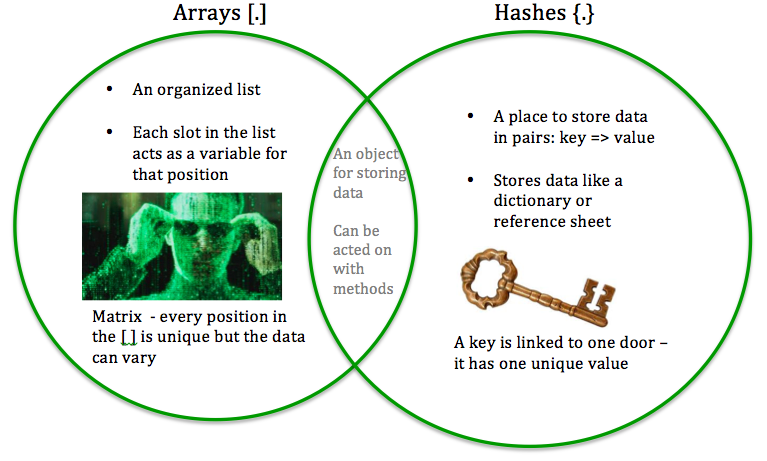 Arrays [.]
Hashes {.}
• An organized list
• Each slot in the list
acts as a variable for
that position
Matrix - every position in
the [ ] is unique but the data
can vary
An object
for storing
data
Can be
acted on
with
methods
• A place to store data
in pairs: key => value
• Stores data like a
dictionary or
reference sheet
A key is linked to one door –
it has one unique value